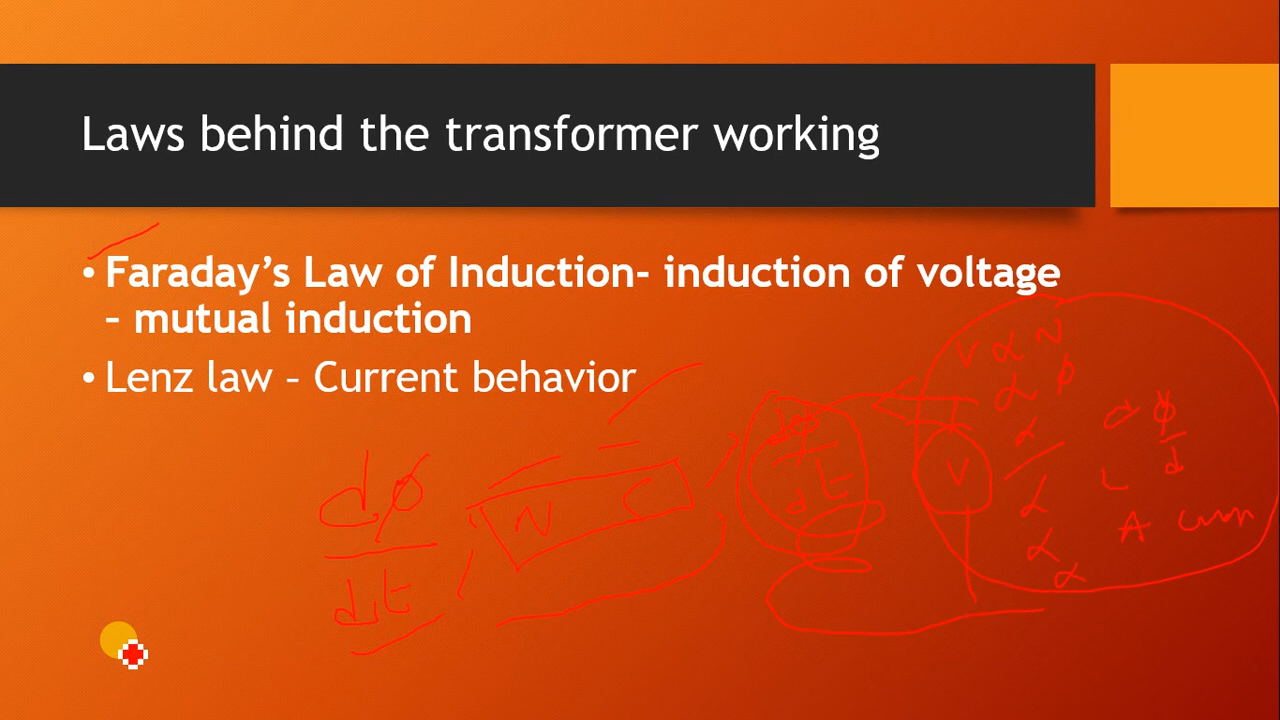 Laws behind the transformer working
• Faraday’s Law of Induction- induction of voltage
– mutual induction
• Lenz law – Current behavior
V α N
α ϕ
α
α L
α A
α
dϕ
d
V
dϕ
dt
N
dϕ
dt